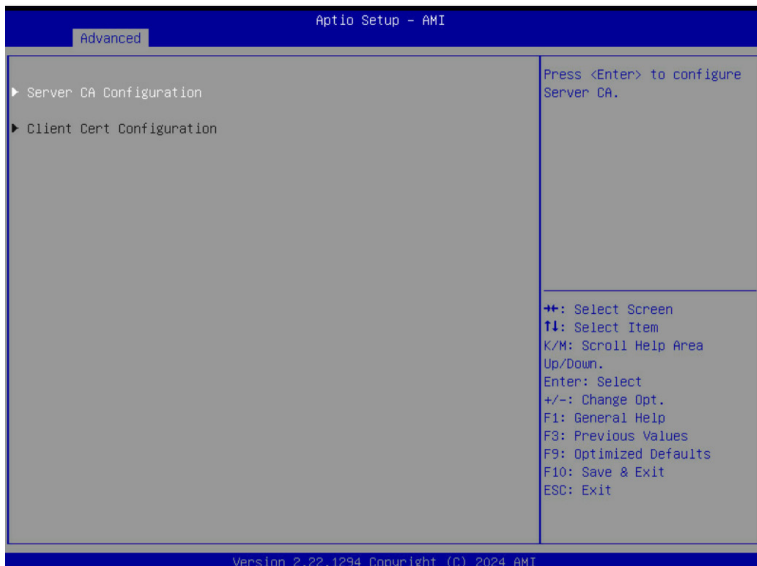 Aptio Setup – AMI
Advanced
▶ Server CA Configuration
▶ Client Cert Configuration
Press <Enter> to configure
Server CA.
→←: Select Screen
↑↓: Select Item
K/M: Scroll Help Area
Up/Down.
Enter: Select
+/-: Change Opt.
F1: General Help
F3: Previous Values
F9: Optimized Defaults
F10: Save & Exit
ESC: Exit
Version 2.22.1294 Copyright (C) 2024 AMI